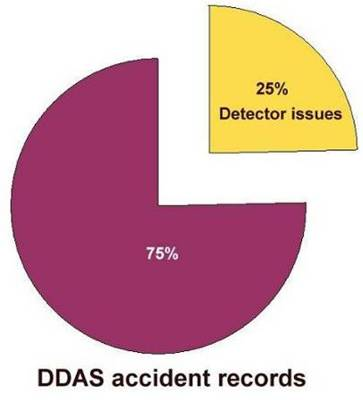 25%
Detector issues
75%
DDAS accident records